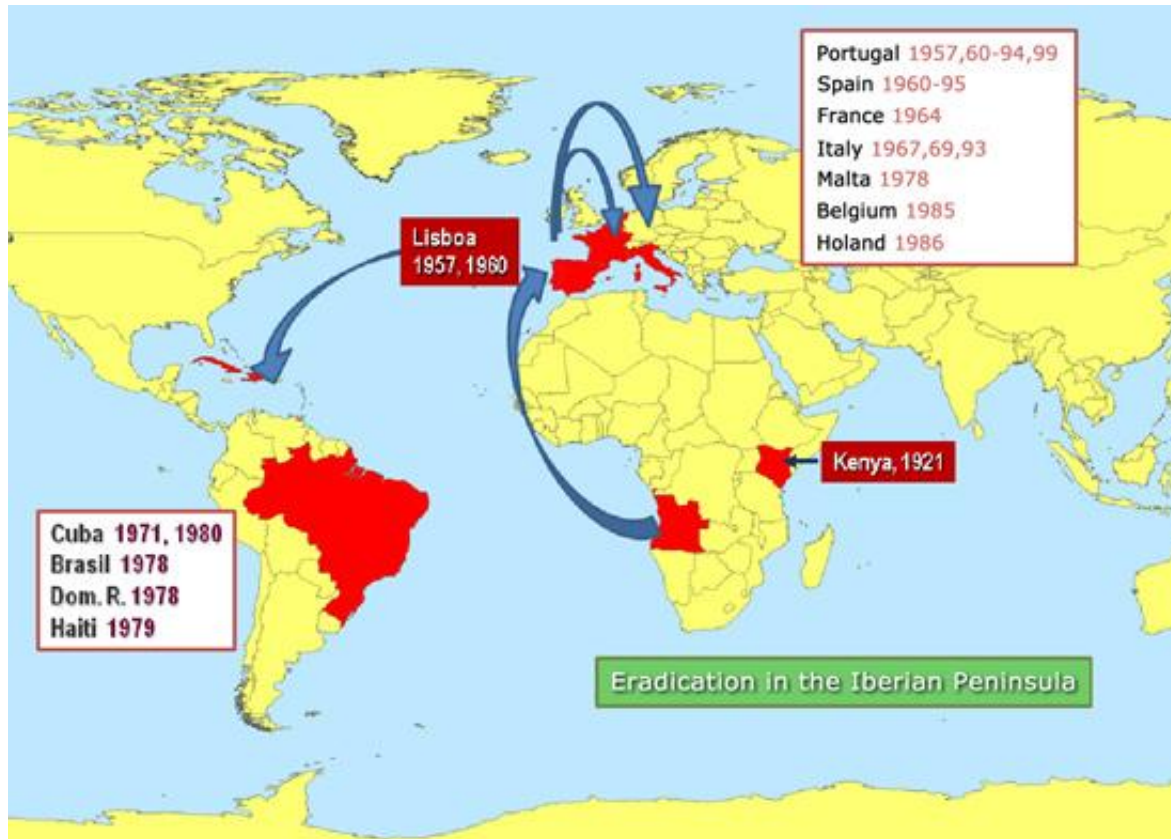 Portugal 1957,60-94,99
Spain 1960-95
France 1964
Italy 1967,69,93
Malta 1978
Belgium 1985
Holand 1986
Lisboa
1957, 1960
Kenya, 1921
Cuba 1971, 1980
Brasil 1978
Dom. R. 1978
Haiti 1979
Eradication in the Iberian Peninsula